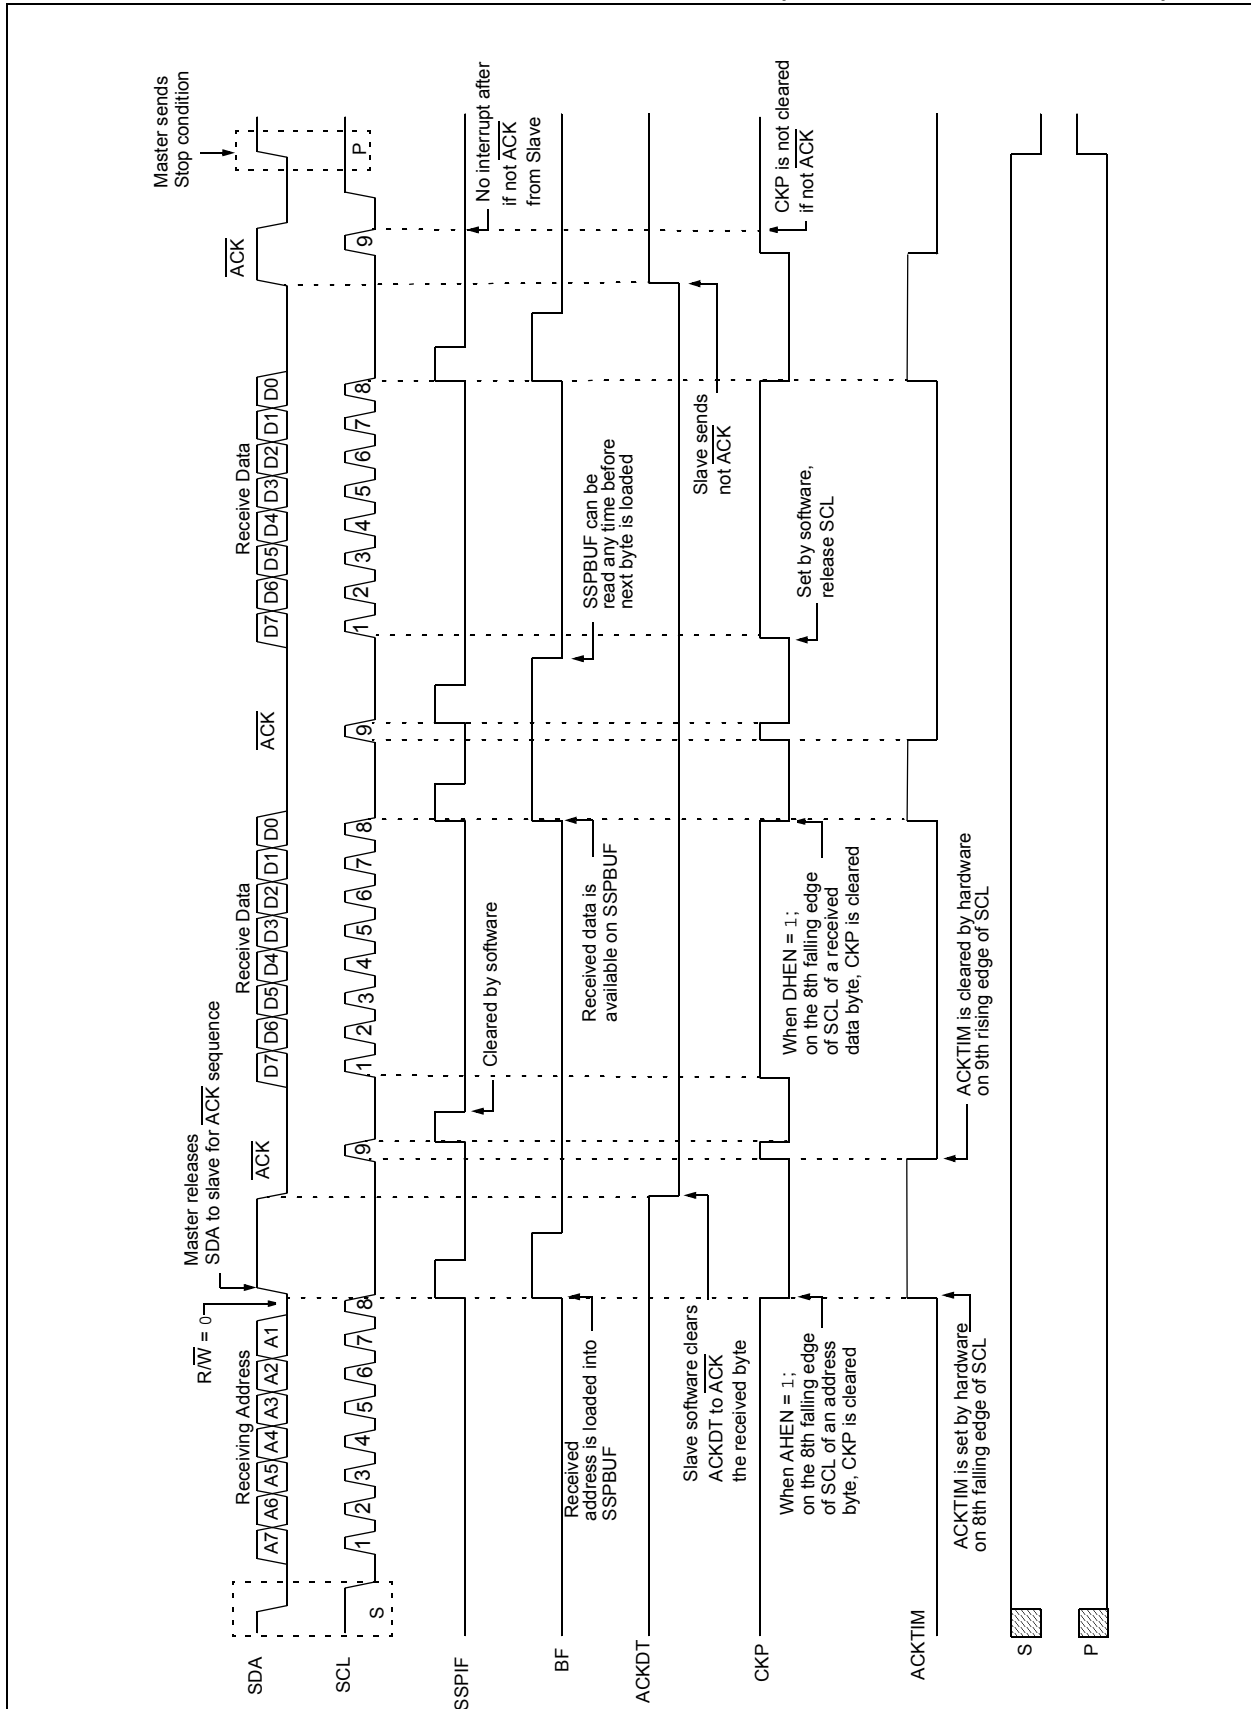 Master sends
Stop condition
Master releases
SDA to slave for ACK sequence
R/W = 0
Receiving Address
Receive Data
Receive Data
ACK
ACK
ACK
SDA
A7 A6 A5 A4 A3 A2 A1
D7 D6 D5 D4 D3 D2 D1 D0
D7 D6 D5 D4 D3 D2 D1 D0
SCL
S
1 2 3 4 5 6 7 8 9
1 2 3 4 5 6 7 8 9
1 2 3 4 5 6 7 8 9
P
SSPIF
Cleared by software
No interrupt after
if not ACK
from Slave
BF
Received
address is loaded into
SSPBUF
Received data is
available on SSPBUF
SSPBUF can be
read any time before
next byte is loaded
ACKDT
Slave software clears
ACKDT to ACK
the received byte
Slave sends
not ACK
CKP
When AHEN = 1;
on the 8th falling edge
of SCL of an address
byte, CKP is cleared
When DHEN = 1;
on the 8th falling edge
of SCL of a received
data byte, CKP is cleared
Set by software,
release SCL
CKP is not cleared
if not ACK
ACKTIM
ACKTIM is set by hardware
on 8th falling edge of SCL
ACKTIM is cleared by hardware
on 9th rising edge of SCL
S
P